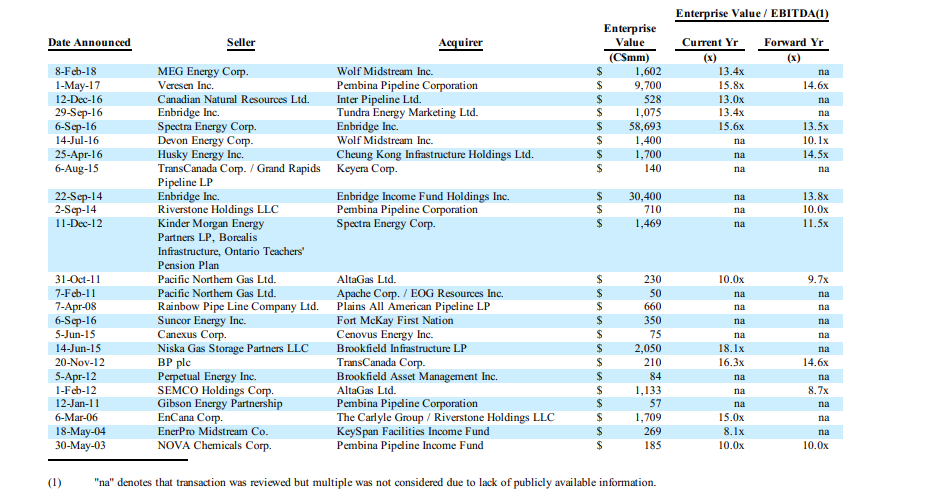 Enterprise Value / EBITDA(1)
Enterprise
Date Announced Seller Acquirer Value Current Yr Forward Yr
(C$mm) (x) (x)
8-Feb-18 MEG Energy Corp. Wolf Midstream Inc. $ 1,602 13.4x na
1-May-17 Veresen Inc. Pembina Pipeline Corporation $ 9,700 15.8x 14.6x
12-Dec-16 Canadian Natural Resources Ltd. Inter Pipeline Ltd. $ 528 13.0x na
29-Sep-16 Enbridge Inc. Tundra Energy Marketing Ltd. $ 1,075 13.4x na
6-Sep-16 Spectra Energy Corp. Enbridge Inc. $ 58,693 15.6x 13.5x
14-Jul-16 Devon Energy Corp. Wolf Midstream Inc. $ 1,400 na 10.1x
25-Apr-16 Husky Energy Inc. Cheung Kong Infrastructure Holdings Ltd. $ 1,700 na 14.5x
6-Aug-15 TransCanada Corp. / Grand Rapids Keyera Corp. $ 140 na na
Pipeline LP
22-Sep-14 Enbridge Inc. Enbridge Income Fund Holdings Inc. $ 30,400 na 13.8x
2-Sep-14 Riverstone Holdings LLC Pembina Pipeline Corporation $ 710 na 10.0x
11-Dec-12 Kinder Morgan Energy Spectra Energy Corp. $ 1,469 na 11.5x
Partners LP, Borealis
Infrastructure, Ontario Teachers'
Pension Plan
31-Oct-11 Pacific Northern Gas Ltd. AltaGas Ltd. $ 230 10.0x 9.7x
7-Feb-11 Pacific Northern Gas Ltd. Apache Corp. / EOG Resources Inc. $ 50 na na
7-Apr-08 Rainbow Pipe Line Company Ltd. Plains All American Pipeline LP $ 660 na na
6-Sep-16 Suncor Energy Inc. Fort McKay First Nation $ 350 na na
5-Jun-15 Canexus Corp. Cenovus Energy Inc. $ 75 na na
14-Jun-15 Niska Gas Storage Partners LLC Brookfield Infrastructure LP $ 2,050 18.1x na
20-Nov-12 BP plc TransCanada Corp. $ 210 16.3x 14.6x
5-Apr-12 Perpetual Energy Inc. Brookfield Asset Management Inc. $ 84 na na
1-Feb-12 SEMCO Holdings Corp. AltaGas Ltd. $ 1,133 na 8.7x
12-Jan-11 Gibson Energy Partnership Pembina Pipeline Corporation $ 57 na na
6-Mar-06 EnCana Corp. The Carlyle Group / Riverstone Holdings LLC $ 1,709 15.0x na
18-May-04 EnerPro Midstream Co. KeySpan Facilities Income Fund $ 269 8.1x na
30-May-03 NOVA Chemicals Corp. Pembina Pipeline Income Fund $ 185 10.0x 10.0x
(1) "na" denotes that transaction was reviewed but multiple was not considered due to lack of publicly available information.